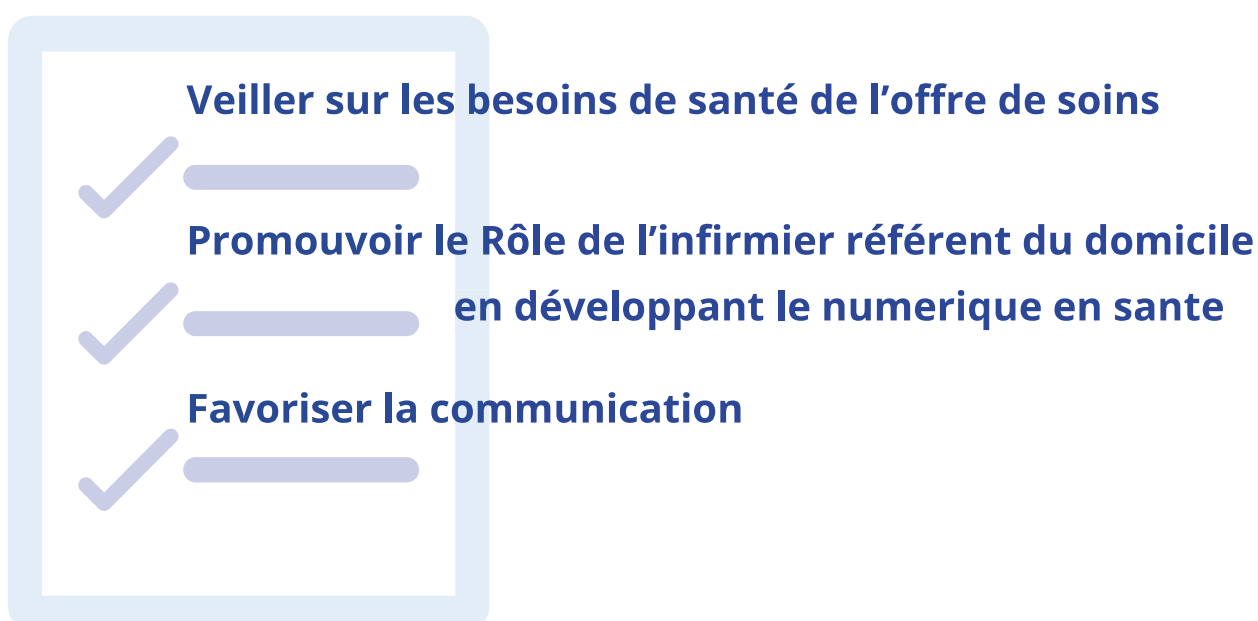 Veiller sur les besoins de santé de l’offre de soins
Promouvoir le Rôle de l’infirmier référent du domicile
en développant le numerique en sante
Favoriser la communication